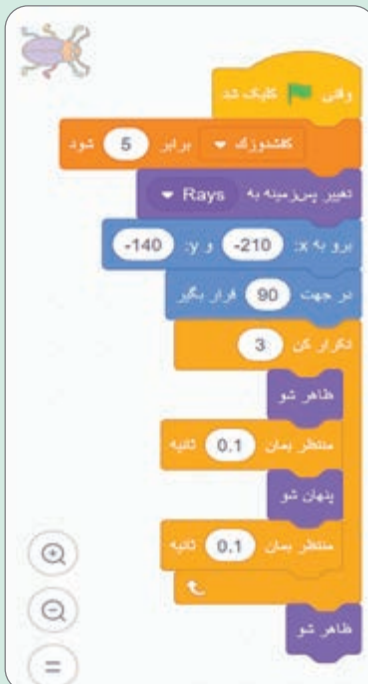 وقتی کلیک شد
کفشدوزک برابر 5 شود
تغییر پس‌زمینه به Rays
برو به x: -210 و y: -140
در جهت 90 قرار بگیر
تکرار کن 3
ظاهر شو
منتظر بمان 0.1 ثانیه
پنهان شو
منتظر بمان 0.1 ثانیه
ظاهر شو